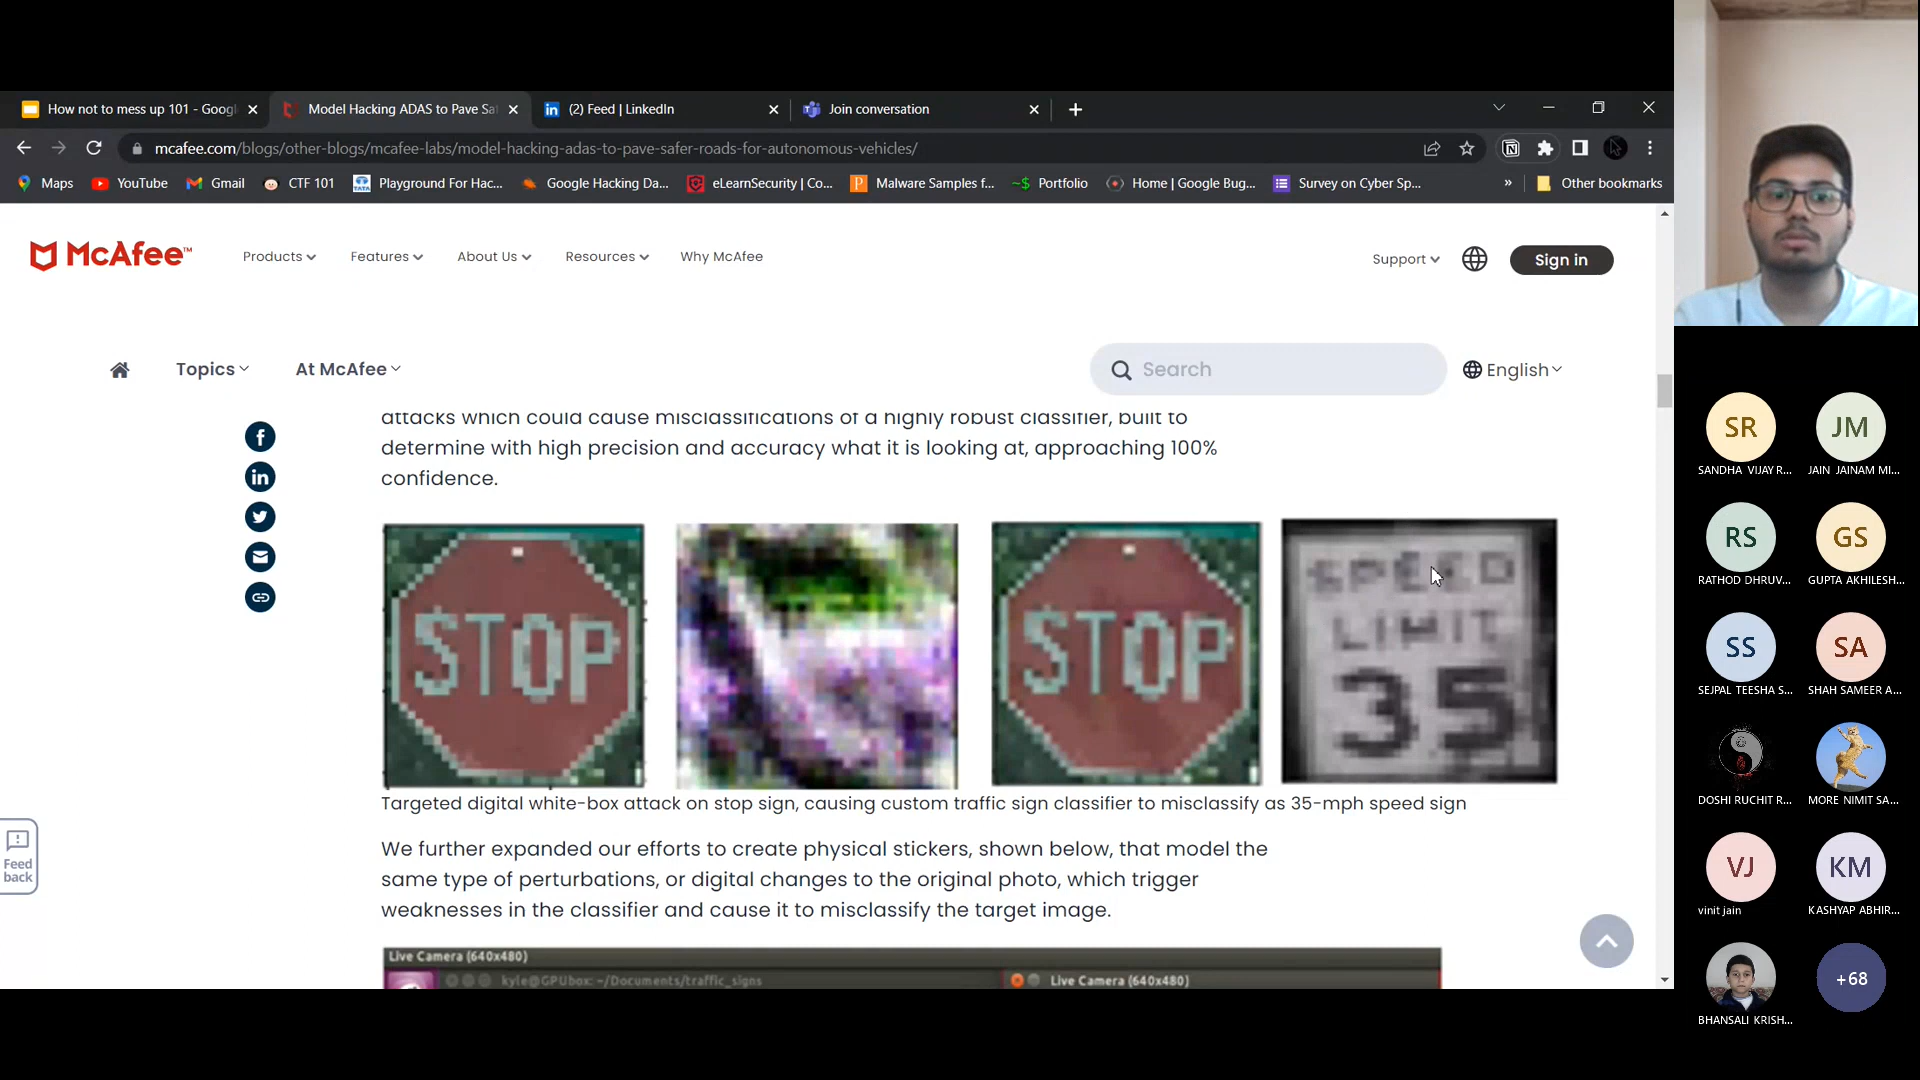 How not to mess up 101 - Googl
Model Hacking ADAS to Pave Sa
(2) Feed | LinkedIn
Join conversation
mcafee.com/blogs/other-blogs/mcafee-labs/model-hacking-adas-to-pave-safer-roads-for-autonomous-vehicles/
Maps
YouTube
Gmail
CTF 101
Playground For Hac...
Google Hacking Da...
eLearnSecurity | Co...
Malware Samples f...
~$ Portfolio
Home | Google Bug...
Survey on Cyber Sp...
»
Other bookmarks
McAfee™
Products
Features
About Us
Resources
Why McAfee
Support
Sign in
Topics
At McAfee
Search
English
attacks which could cause misclassifications of a highly robust classifier, built to
determine with high precision and accuracy what it is looking at, approaching 100%
confidence.
STOP
STOP
SPEED
LIMIT
35
Targeted digital white-box attack on stop sign, causing custom traffic sign classifier to misclassify as 35-mph speed sign
We further expanded our efforts to create physical stickers, shown below, that model the
same type of perturbations, or digital changes to the original photo, which trigger
weaknesses in the classifier and cause it to misclassify the target image.
Live Camera (640x480)
kyle@GPUbox: ~/Documents/traffic_signs
Live Camera (640x480)
Feed
back
SR
SANDHA VIJAY R...
JM
JAIN JAINAM MI...
RS
RATHOD DHRUV...
GS
GUPTA AKHILESH...
SS
SEJPAL TEESHA S...
SA
SHAH SAMEER A...
DOSHI RUCHIT R...
MORE NIMIT SA...
VJ
vinit jain
KM
KASHYAP ABHIR...
BHANSALI KRISH...
+68